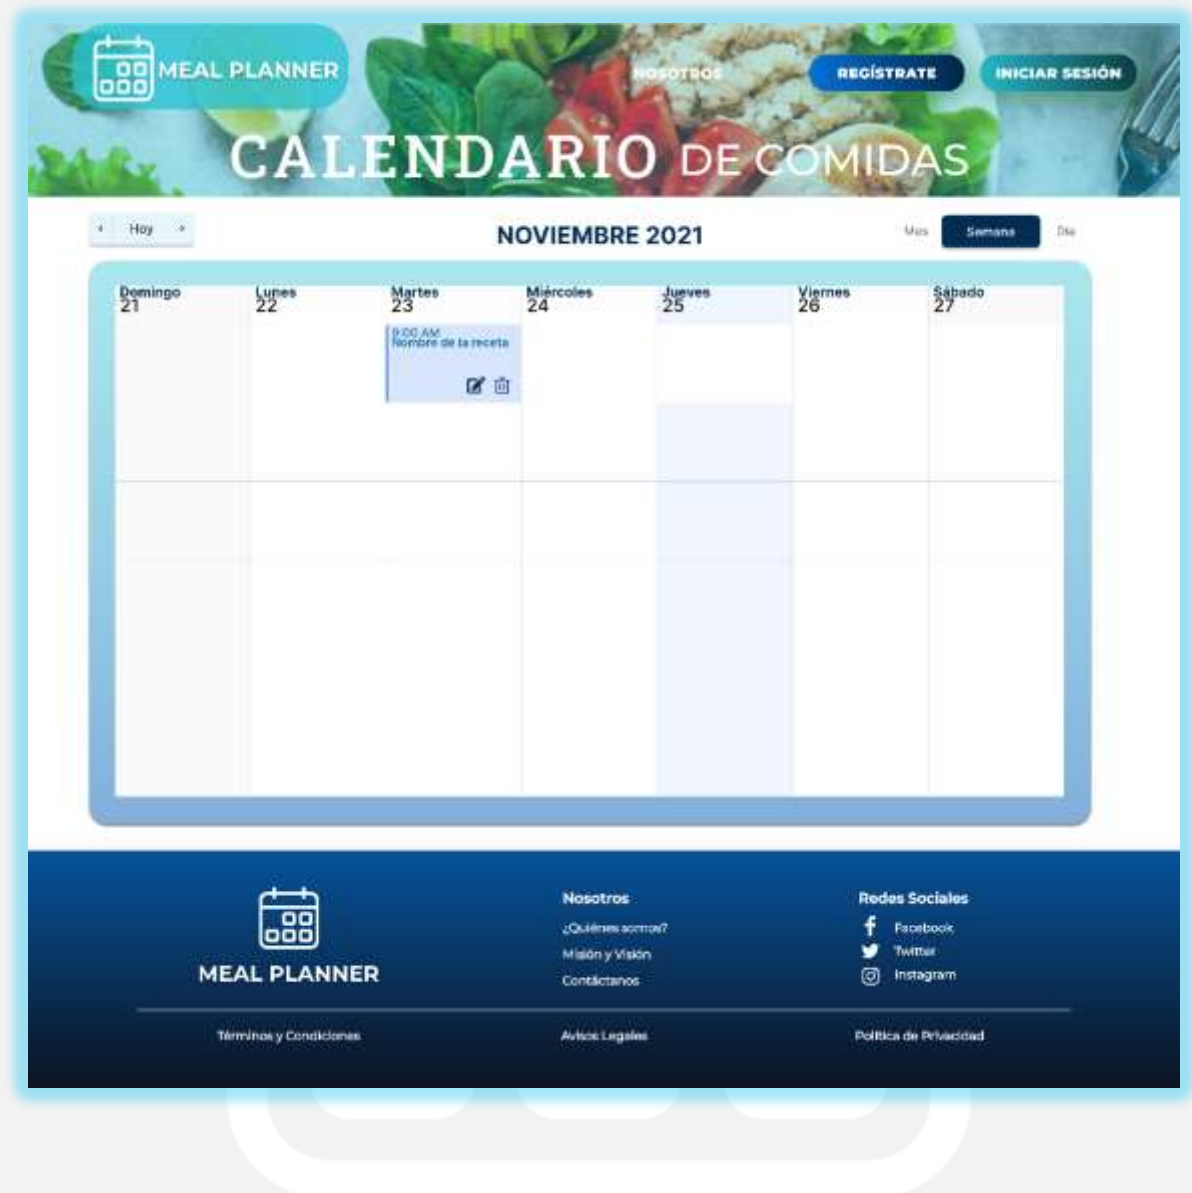 MEAL PLANNER
NOSOTROS
REGÍSTRATE
INICIAR SESIÓN
CALENDARIO DE COMIDAS
Hoy
NOVIEMBRE 2021
Mes
Semana
Día
Domingo
21
Lunes
22
Martes
23
Miércoles
24
Jueves
25
Viernes
26
Sábado
27
9:00 AM
Nombre de la receta
MEAL PLANNER
Nosotros
¿Quiénes somos?
Misión y Visión
Contáctanos
Redes Sociales
Facebook
Twitter
Instagram
Términos y Condiciones
Avisos Legales
Política de Privacidad